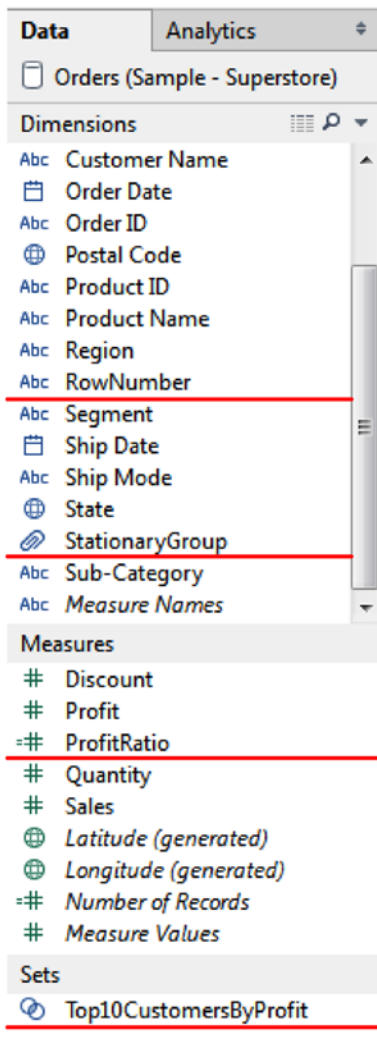 Data Analytics
Orders (Sample - Superstore)
Dimensions
Abc Customer Name
Order Date
Abc Order ID
Postal Code
Abc Product ID
Abc Product Name
Abc Region
Abc RowNumber
Abc Segment
Ship Date
Abc Ship Mode
State
StationaryGroup
Abc Sub-Category
Abc Measure Names
Measures
# Discount
# Profit
=# ProfitRatio
# Quantity
# Sales
Latitude (generated)
Longitude (generated)
=# Number of Records
# Measure Values
Sets
Top10CustomersByProfit